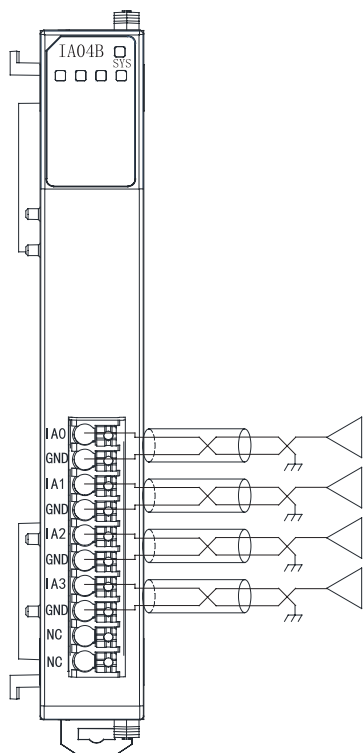 IA04B
SYS
IA0
GND
IA1
GND
IA2
GND
IA3
GND
NC
NC